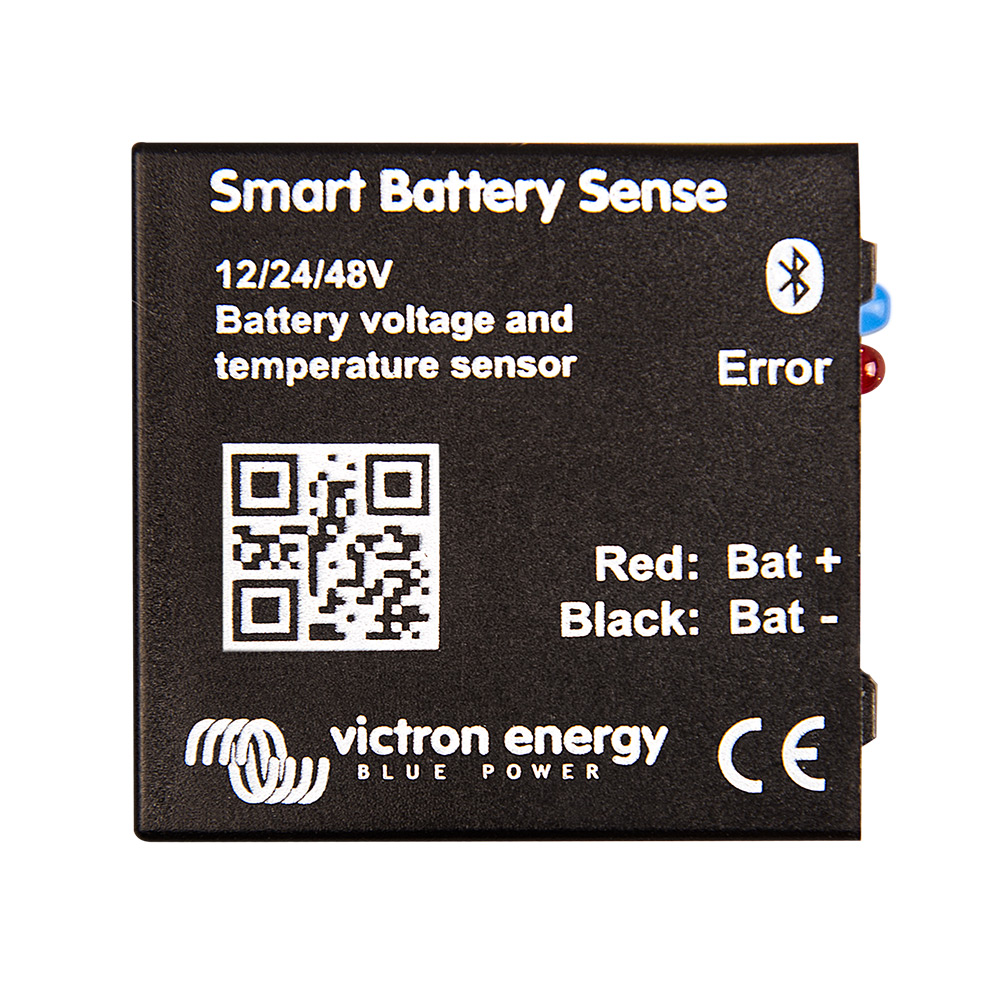 Smart Battery Sense
12/24/48V
Battery voltage and
temperature sensor
Error
Red: Bat +
Black: Bat -
victron energy
BLUE POWER
CE